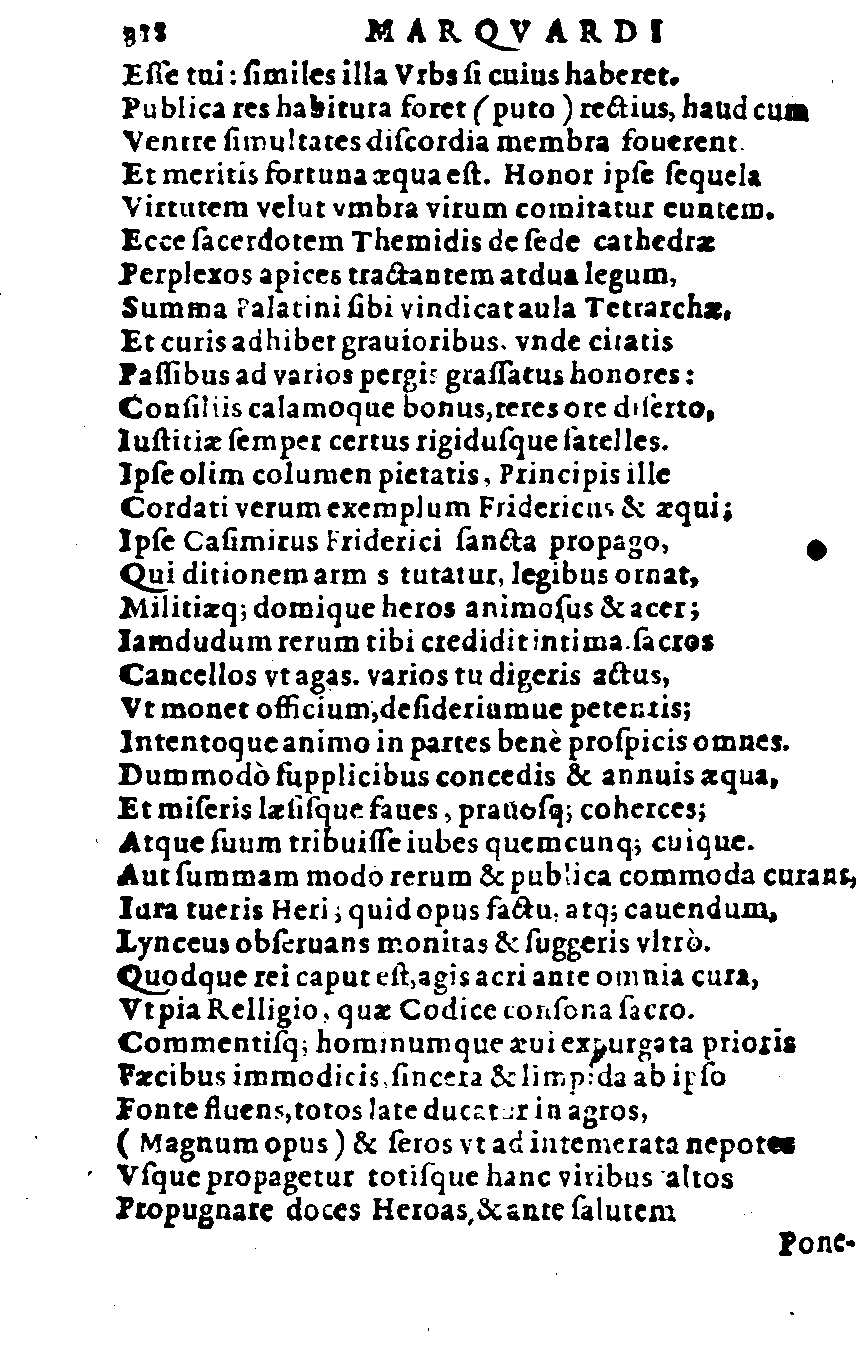 918 MARQVARDI
Eſſe tui : ſimiles illa Vrbs ſi cuius haberet.
Publica res habitura foret ( puto ) rectius, haud cum
Ventre ſimultates diſcordia membra fouerent.
Et meritis fortuna æqua eſt. Honor ipſe ſequela
Virtutem velut vmbra virum comitatur euntem.
Ecce ſacerdotem Themidis de ſede cathedræ
Perplexos apices tractantem ardua legum,
Summa Palatini ſibi vindicat aula Tetrarchæ,
Et curis adhibet grauioribus. vnde citatis
Paſſibus ad varios pergis graſſatus honores :
Conſiliis calamoque bonus, teres ore diſerto,
Iuſtitiæ ſemper certus rigiduſque ſatelles.
Ipſe olim columen pietatis, Principis ille
Cordati verum exemplum Fridericus & æqui;
Ipſe Caſimirus Friderici ſancta propago,
Qui ditionem arm s tutatur, legibus ornat,
Militiæq; domique heros animoſus & acer;
Iamdudum rerum tibi credidit intima. ſacros
Cancellos vt agas. varios tu digeris actus,
Vt monet officium, deſideriumue petentis;
Intentoque animo in partes benè proſpicis omnes.
Dummodò ſupplicibus concedis & annuis æqua,
Et miſeris læſiſque faues, prauoſq; coherces;
Atque ſuum tribuiſſe iubes quemcunq; cuique.
Aut ſummam modò rerum & publica commoda curans,
Iura tueris Heri; quid opus factu, atq; cauendum,
Lynceus obſeruans monitas & ſuggeris vltrò.
Quodque rei caput eſt, agis acri ante omnia cura,
Vt pia Relligio, quæ Codice conſona ſacro.
Commentiſq; hominumque æui expurgata prioris
Fæcibus immodicis, ſincera & limpida ab ipſo
Fonte fluens, totos late ducatur in agros,
( Magnum opus ) & ſeros vt ad intemerata nepotes
Vſque propagetur totiſque hanc viribus altos
Propugnare doces Heroas, & ante ſalutem
Pone-